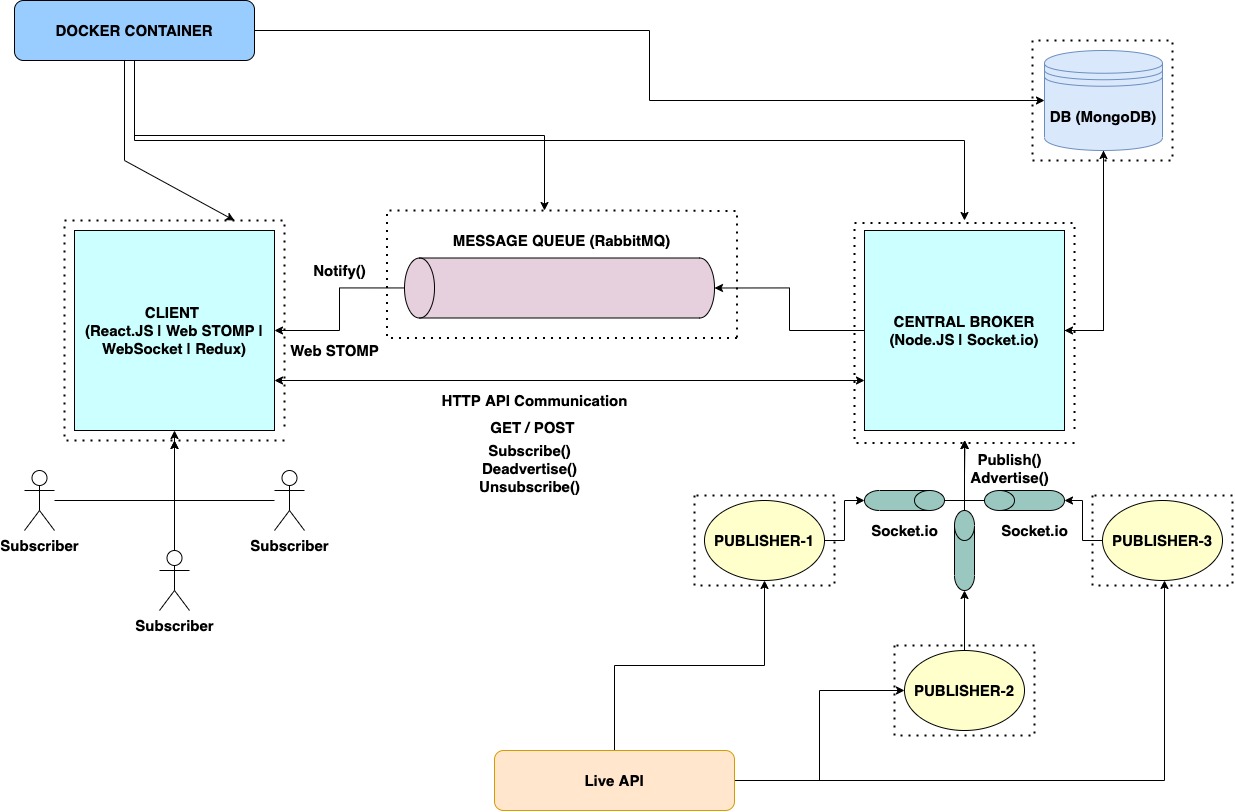 DOCKER CONTAINER
DB (MongoDB)
MESSAGE QUEUE (RabbitMQ)
Notify()
CLIENT
(React.JS | Web STOMP |
WebSocket | Redux)
Web STOMP
CENTRAL BROKER
(Node.JS | Socket.io)
HTTP API Communication
GET / POST
Subscribe()
Deadvertise()
Unsubscribe()
Publish()
Advertise()
Subscriber
Subscriber
Subscriber
Socket.io
Socket.io
PUBLISHER-1
PUBLISHER-3
PUBLISHER-2
Live API